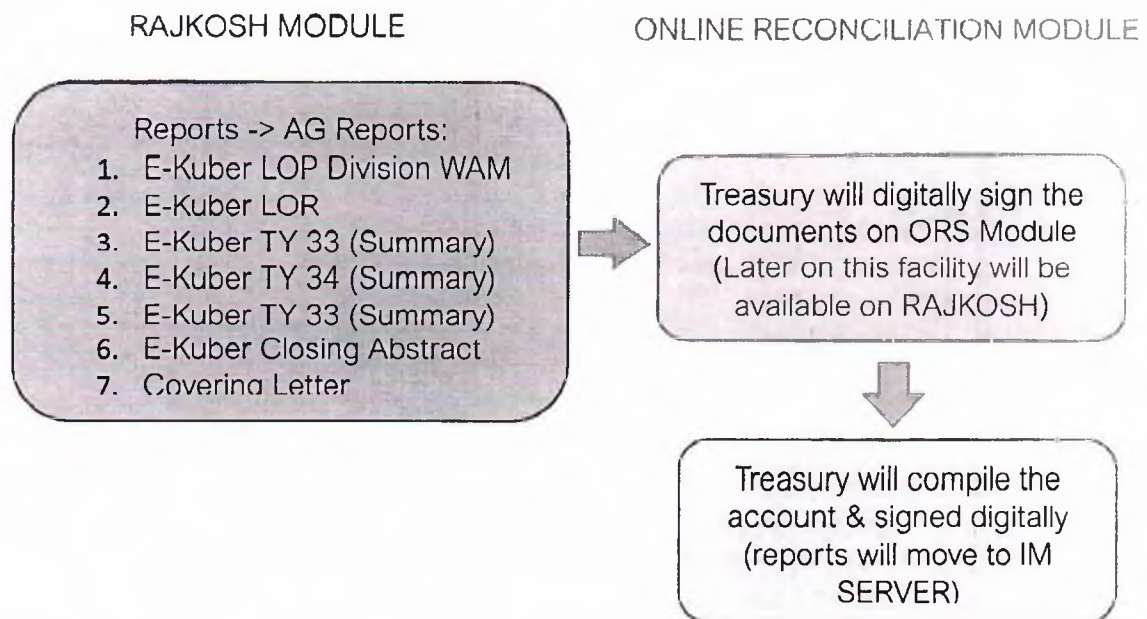 RAJKOSH MODULE
ONLINE RECONCILIATION MODULE
Reports -> AG Reports:
1. E-Kuber LOP Division WAM
2. E-Kuber LOR
3. E-Kuber TY 33 (Summary)
4. E-Kuber TY 34 (Summary)
5. E-Kuber TY 33 (Summary)
6. E-Kuber Closing Abstract
7. Covering Letter
Treasury will digitally sign the
documents on ORS Module
(Later on this facility will be
available on RAJKOSH)
Treasury will compile the
account & signed digitally
(reports will move to IM
SERVER)